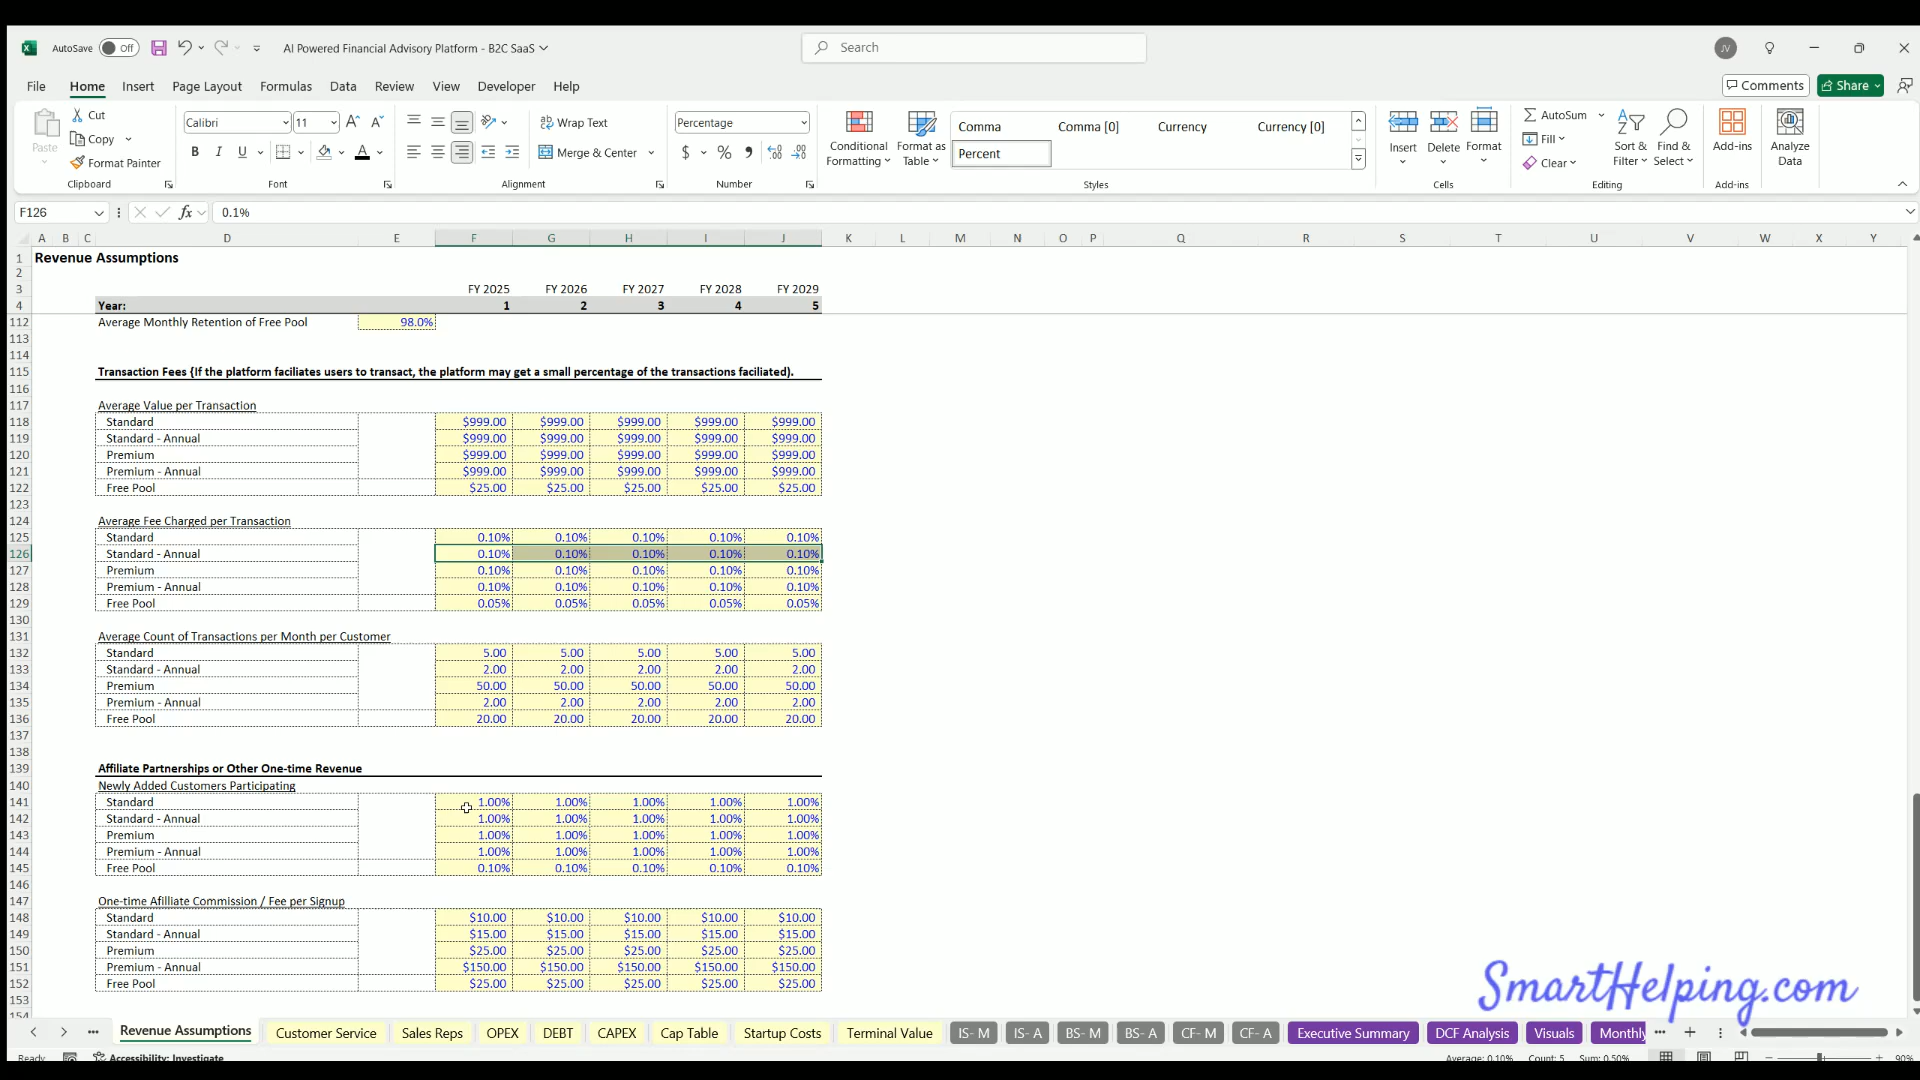 AutoSave Off AI Powered Financial Advisory Platform - B2C SaaS Search JV
File Home Insert Page Layout Formulas Data Review View Developer Help Comments Share
Paste Cut Copy Format Painter Clipboard
Calibri 11 A A B I U A Font
Wrap Text Merge & Center Alignment
Percentage $ % Number
Conditional Formatting Format as Table Comma Comma [0] Currency Currency [0] Percent Styles
Insert Delete Format Cells
AutoSum Fill Clear Sort & Filter Find & Select Editing
Add-ins Add-ins Analyze Data
F126 fx 0.1%
A B C D E F G H I J K L M N O P Q R S T U V W X Y
1 Revenue Assumptions
2
3 FY 2025 FY 2026 FY 2027 FY 2028 FY 2029
4 Year: 1 2 3 4 5
112 Average Monthly Retention of Free Pool 98.0%
113
114
115 Transaction Fees {If the platform faciliates users to transact, the platform may get a small percentage of the transactions faciliated).
116
117 Average Value per Transaction
118 Standard $999.00 $999.00 $999.00 $999.00 $999.00
119 Standard - Annual $999.00 $999.00 $999.00 $999.00 $999.00
120 Premium $999.00 $999.00 $999.00 $999.00 $999.00
121 Premium - Annual $999.00 $999.00 $999.00 $999.00 $999.00
122 Free Pool $25.00 $25.00 $25.00 $25.00 $25.00
123
124 Average Fee Charged per Transaction
125 Standard 0.10% 0.10% 0.10% 0.10% 0.10%
126 Standard - Annual 0.10% 0.10% 0.10% 0.10% 0.10%
127 Premium 0.10% 0.10% 0.10% 0.10% 0.10%
128 Premium - Annual 0.10% 0.10% 0.10% 0.10% 0.10%
129 Free Pool 0.05% 0.05% 0.05% 0.05% 0.05%
130
131 Average Count of Transactions per Month per Customer
132 Standard 5.00 5.00 5.00 5.00 5.00
133 Standard - Annual 2.00 2.00 2.00 2.00 2.00
134 Premium 50.00 50.00 50.00 50.00 50.00
135 Premium - Annual 2.00 2.00 2.00 2.00 2.00
136 Free Pool 20.00 20.00 20.00 20.00 20.00
137
138
139 Affiliate Partnerships or Other One-time Revenue
140 Newly Added Customers Participating
141 Standard 1.00% 1.00% 1.00% 1.00% 1.00%
142 Standard - Annual 1.00% 1.00% 1.00% 1.00% 1.00%
143 Premium 1.00% 1.00% 1.00% 1.00% 1.00%
144 Premium - Annual 1.00% 1.00% 1.00% 1.00% 1.00%
145 Free Pool 0.10% 0.10% 0.10% 0.10% 0.10%
146
147 One-time Afilliate Commission / Fee per Signup
148 Standard $10.00 $10.00 $10.00 $10.00 $10.00
149 Standard - Annual $15.00 $15.00 $15.00 $15.00 $15.00
150 Premium $25.00 $25.00 $25.00 $25.00 $25.00
151 Premium - Annual $150.00 $150.00 $150.00 $150.00 $150.00
152 Free Pool $25.00 $25.00 $25.00 $25.00 $25.00
153
154
SmartHelping.com
Revenue Assumptions Customer Service Sales Reps OPEX DEBT CAPEX Cap Table Startup Costs Terminal Value IS- M IS- A BS- M BS- A CF- M CF- A Executive Summary DCF Analysis Visuals Monthly
Ready Accessibility: Investigate Average: 0.10% Count: 5 Sum: 0.50% 90%